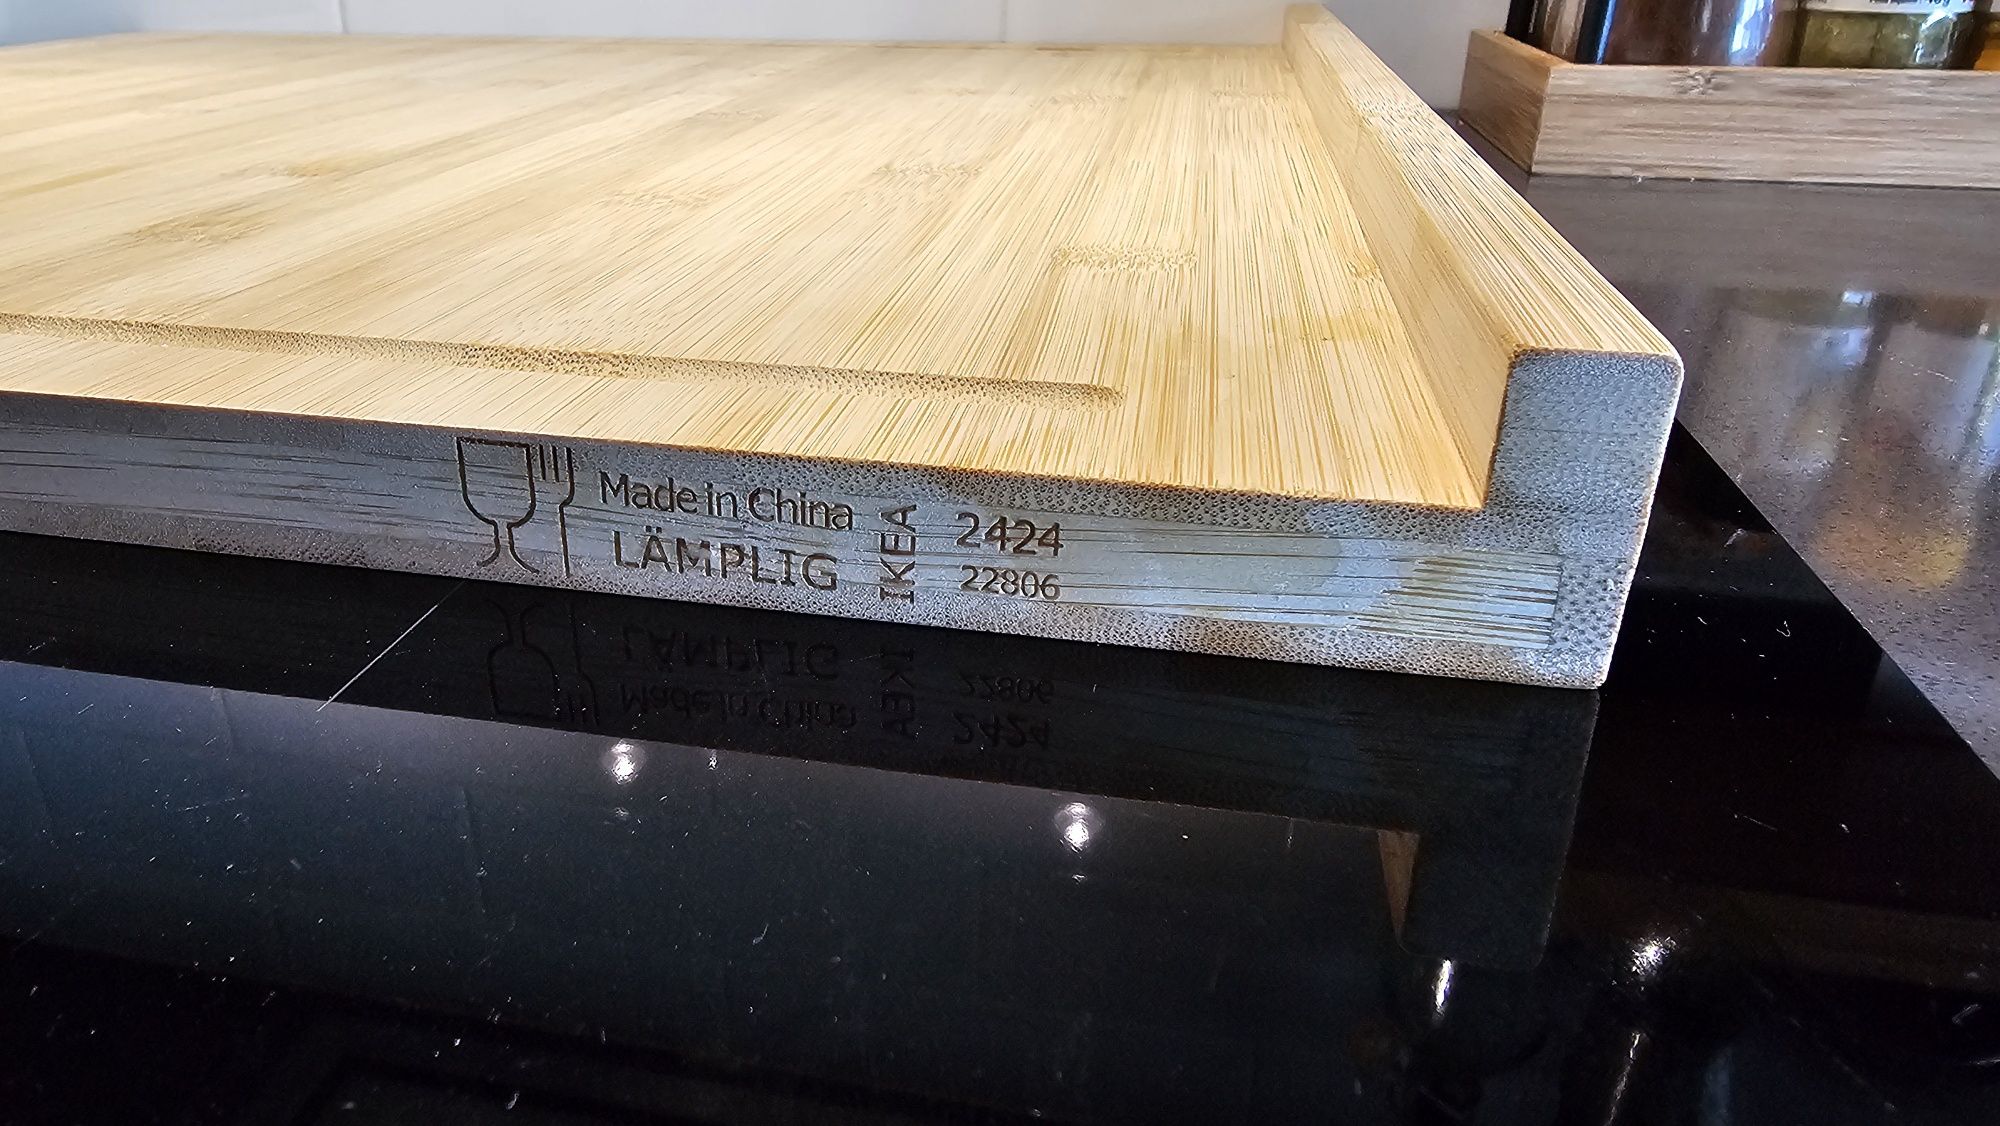 Made in China
LÄMPLIG
IKEA
2424
22806